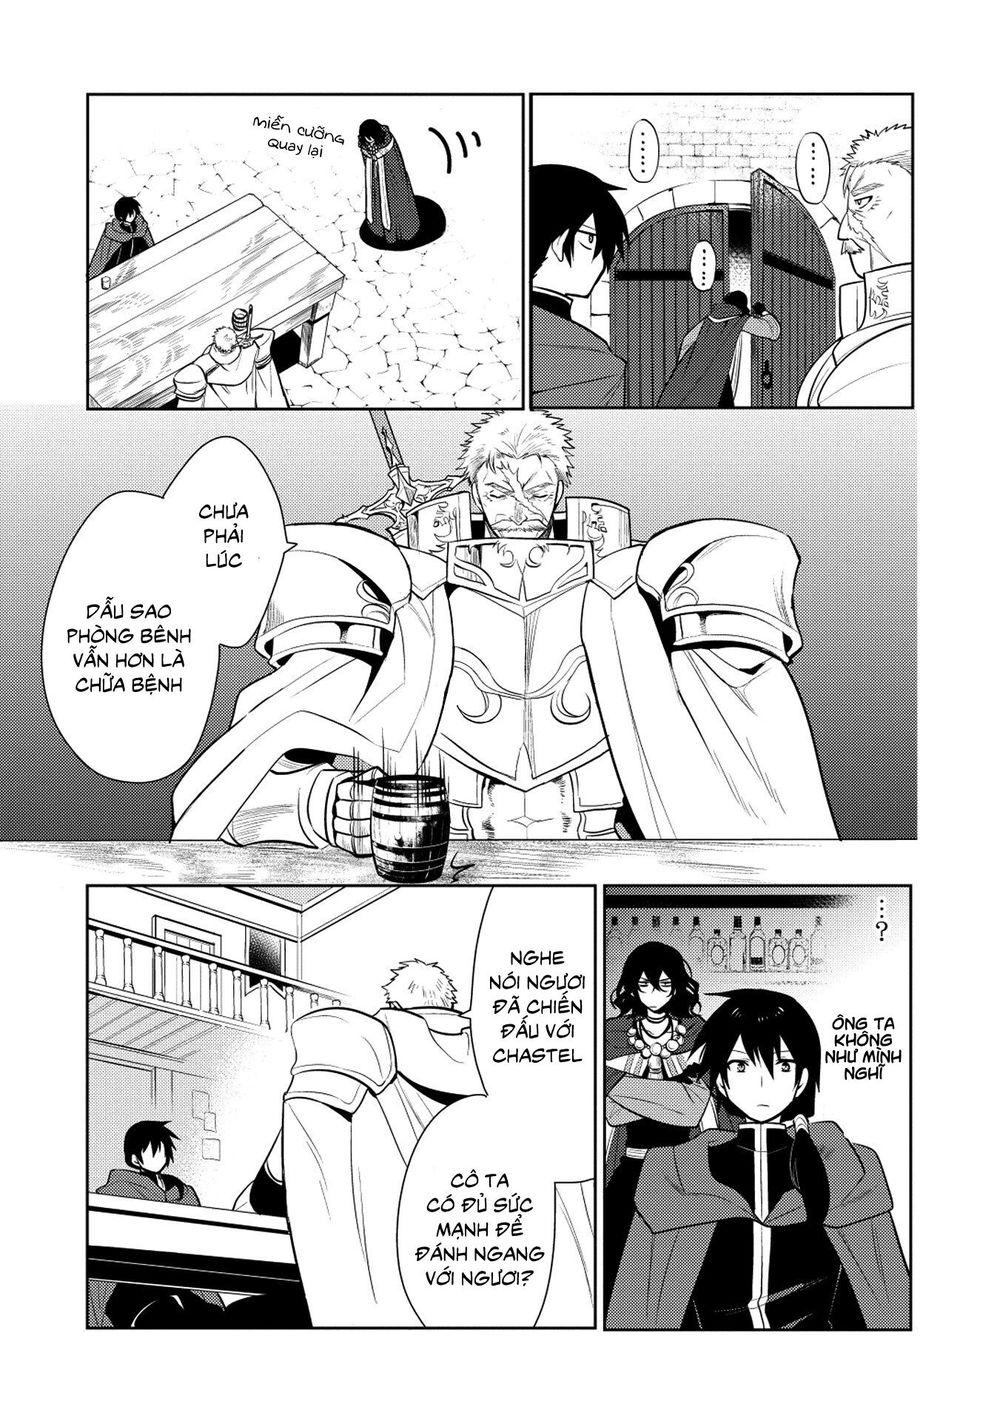 ……
……
……
Miễn cưỡng
quay lại
CHƯA
PHẢI
LÚC
DẪU SAO
PHÒNG BỆNH
VẪN HƠN LÀ
CHỮA BỆNH
…?
ÔNG TA
KHÔNG
NHƯ MÌNH
NGHĨ
NGHE
NÓI NGƯƠI
ĐÃ CHIẾN
ĐẤU VỚI
CHASTEL
CÔ TA
CÓ ĐỦ SỨC
MẠNH ĐỂ
ĐÁNH NGANG
VỚI NGƯƠI?